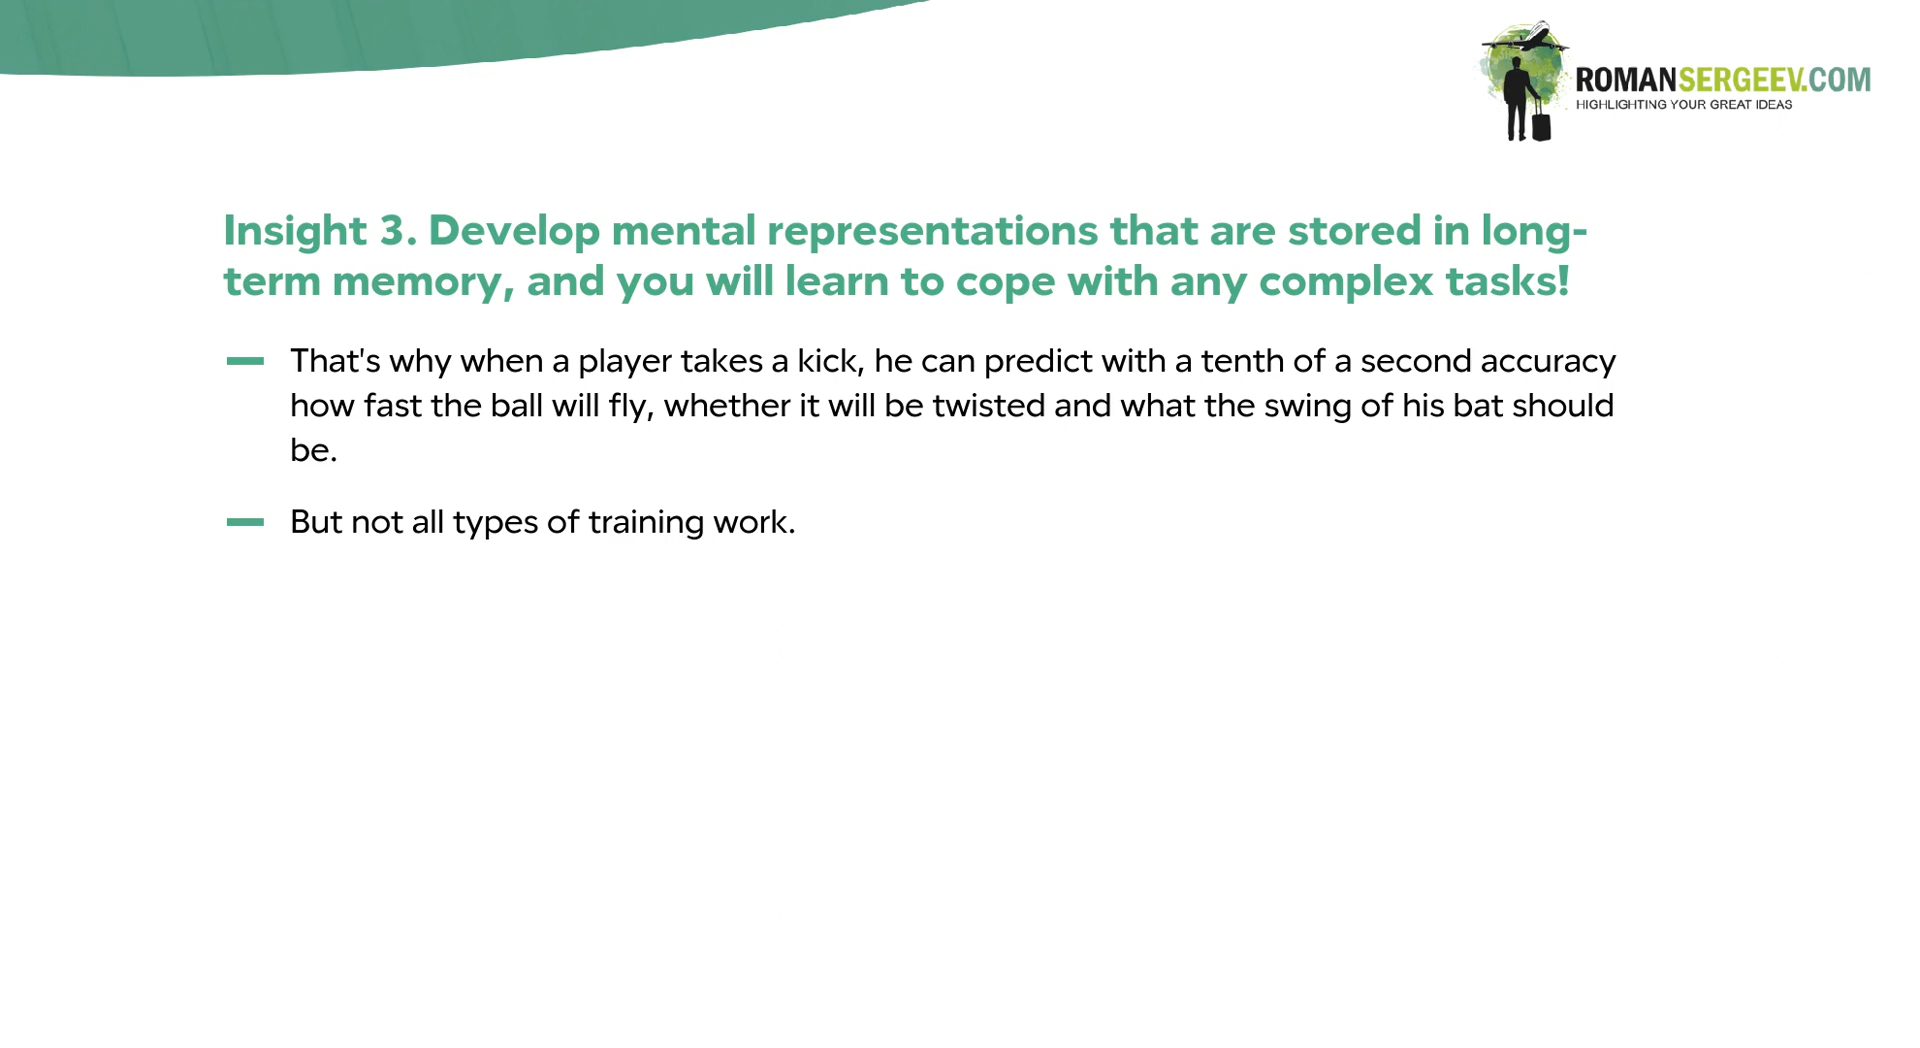 ROMANSERGEEV.COM
HIGHLIGHTING YOUR GREAT IDEAS
Insight 3. Develop mental representations that are stored in long-
term memory, and you will learn to cope with any complex tasks!
That's why when a player takes a kick, he can predict with a tenth of a second accuracy
how fast the ball will fly, whether it will be twisted and what the swing of his bat should
be.
But not all types of training work.